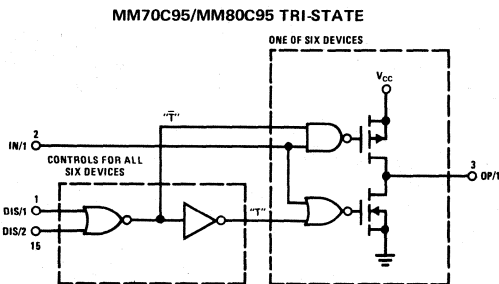 MM70C95/MM80C95 TRI-STATE
ONE OF SIX DEVICES
VCC
"T̅"
2
IN/1
3
OP/1
CONTROLS FOR ALL
SIX DEVICES
1
DIS/1
"T"
DIS/2
15